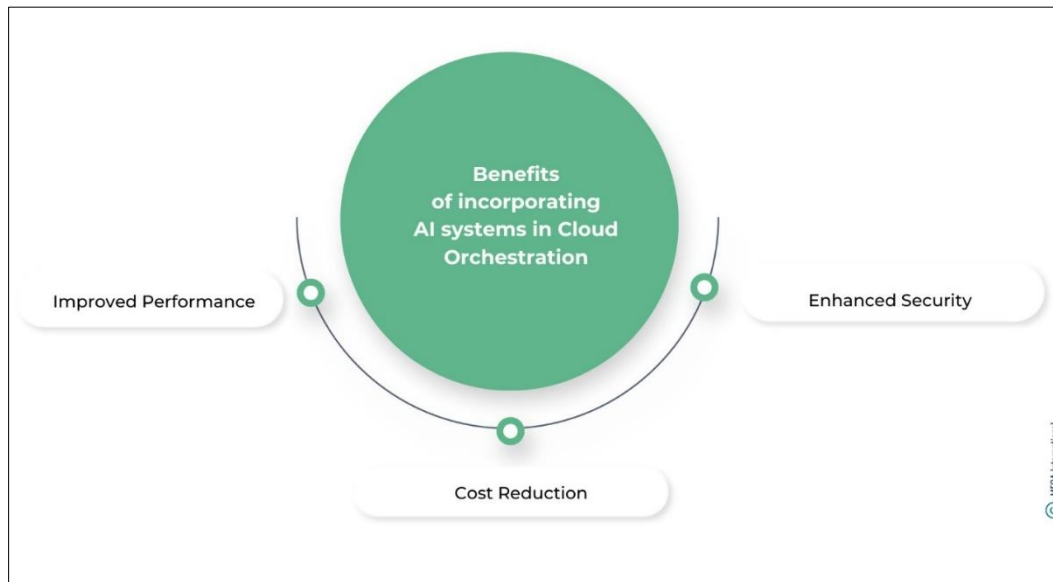 Benefits
of incorporating
AI systems in Cloud
Orchestration
Improved Performance
Enhanced Security
Cost Reduction